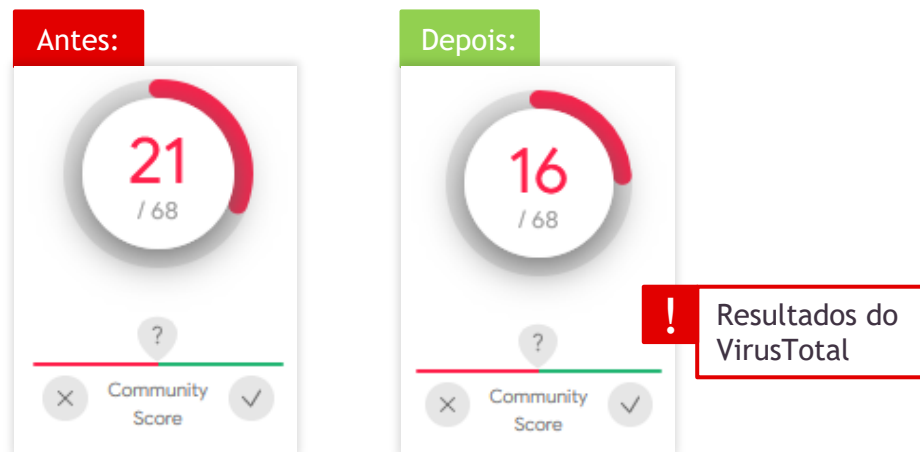 Antes:
21
/ 68
?
Community
Score
Depois:
16
/ 68
?
Community
Score
!
Resultados do
VirusTotal